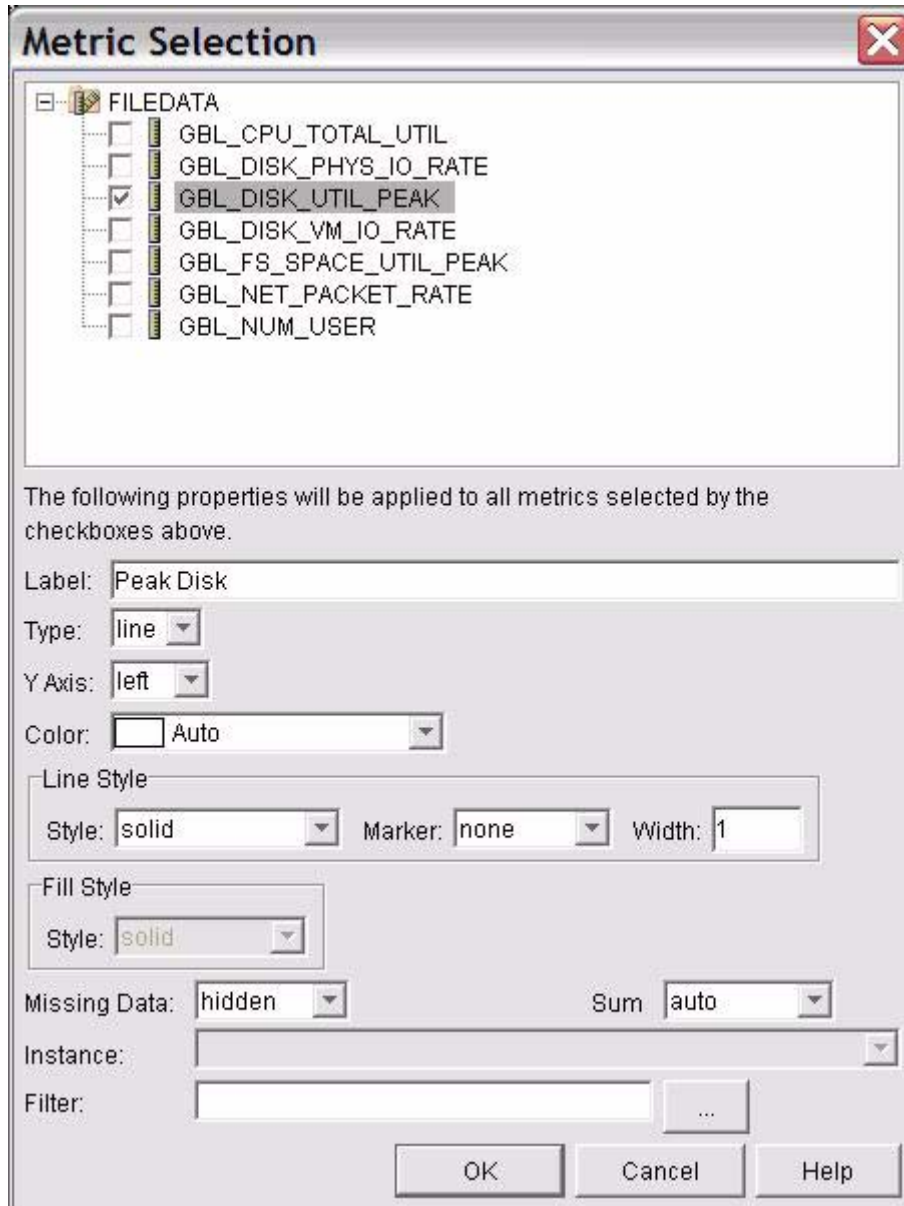 Metric Selection
FILEDATA
GBL_CPU_TOTAL_UTIL
GBL_DISK_PHYS_IO_RATE
GBL_DISK_UTIL_PEAK
GBL_DISK_VM_IO_RATE
GBL_FS_SPACE_UTIL_PEAK
GBL_NET_PACKET_RATE
GBL_NUM_USER
The following properties will be applied to all metrics selected by the
checkboxes above.
Label: Peak Disk
Type: line
Y Axis: left
Color: Auto
Line Style
Style: solid Marker: none Width: 1
Fill Style
Style: solid
Missing Data: hidden Sum auto
Instance:
Filter: ...
OK Cancel Help